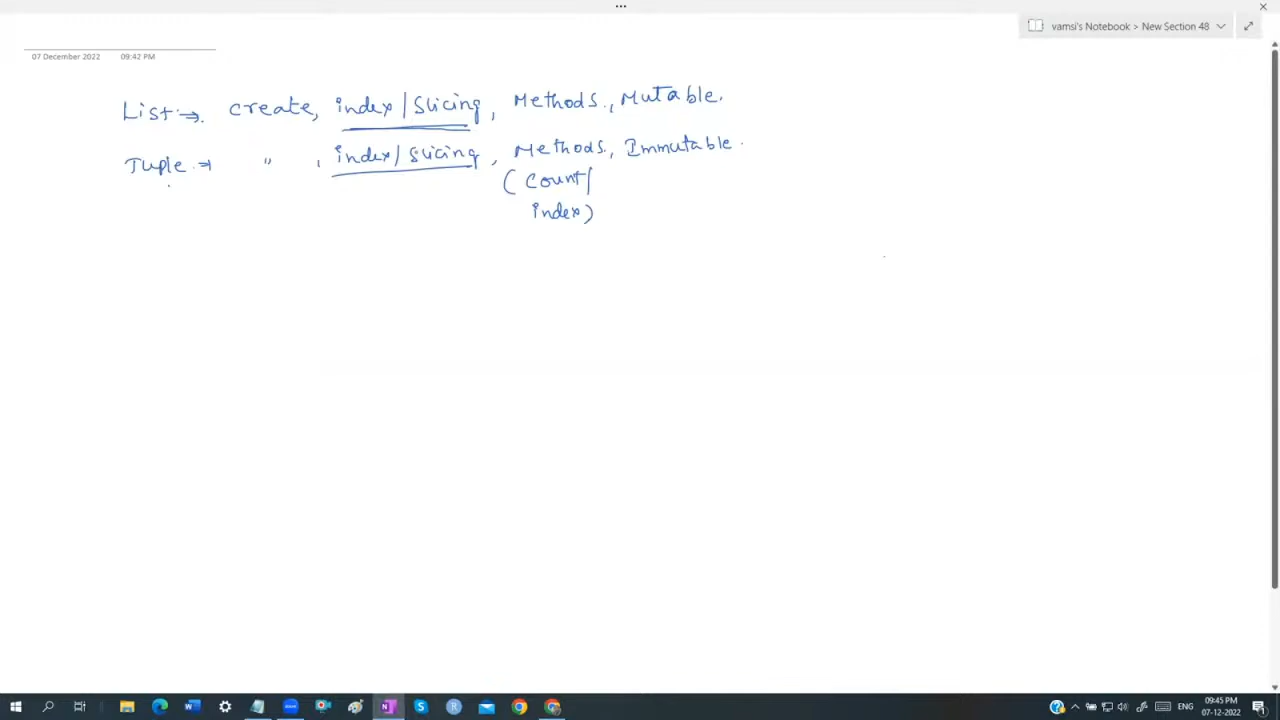 ...
vamsi's Notebook > New Section 48
07 December 2022 09:42 PM
List → create, index/slicing, Methods, Mutable.
Tuple → " , index/slicing, Methods, Immutable.
(count/
index)
ENG
09:45 PM
07-12-2022